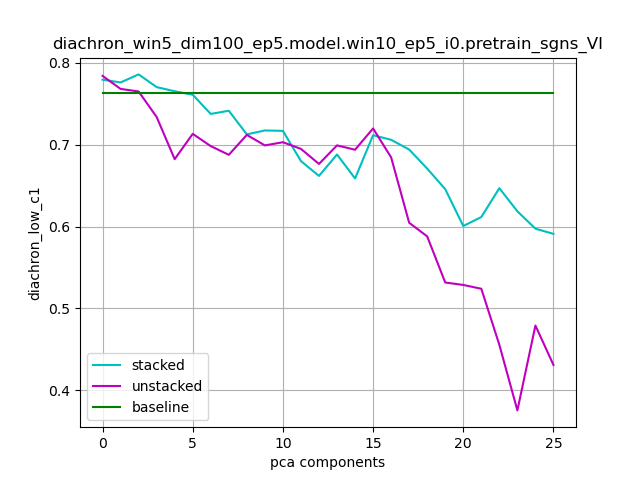 diachron_win5_dim100_ep5.model.win10_ep5_i0.pretrain_sgns_VI
0.8
0.7
0.6
0.5
0.4
diachron_low_c1
stacked
unstacked
baseline
0 5 10 15 20 25
pca components